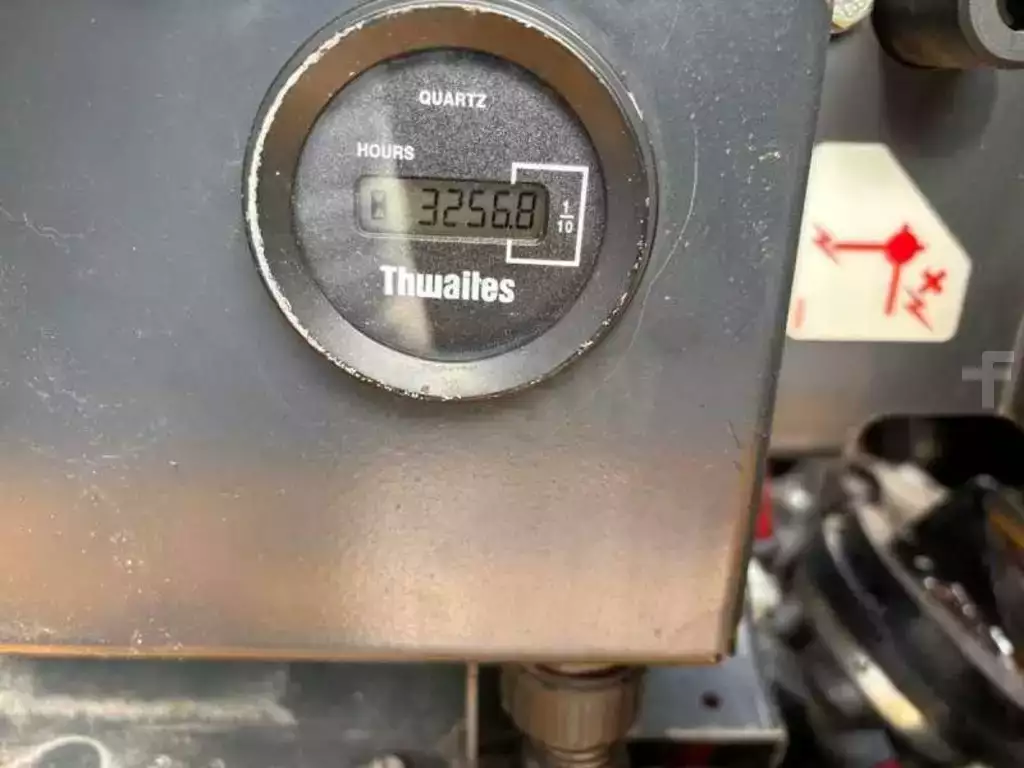 QUARTZ
HOURS
3256.8
1/10
Thwaites
f